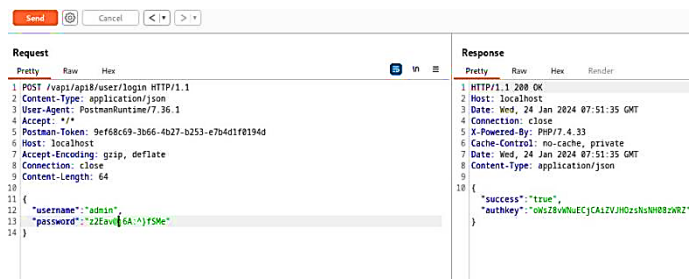 Send Cancel < >
Request
Pretty Raw Hex \n
1 POST /vapi/api8/user/login HTTP/1.1
2 Content-Type: application/json
3 User-Agent: PostmanRuntime/7.36.1
4 Accept: */*
5 Postman-Token: 9ef68c69-3b66-4b27-b253-e7b4d1f0194d
6 Host: localhost
7 Accept-Encoding: gzip, deflate
8 Connection: close
9 Content-Length: 64
10
11 {
12 "username":"admin",
13
14 }
Response
Pretty Raw Hex Render
1 HTTP/1.1 200 OK
2 Host: localhost
3 Date: Wed, 24 Jan 2024 07:51:35 GMT
4 Connection: close
5 X-Powered-By: PHP/7.4.33
6 Cache-Control: no-cache, private
7 Date: Wed, 24 Jan 2024 07:51:35 GMT
8 Content-Type: application/json
9
10 {
"success":"true",
"authkey":
}